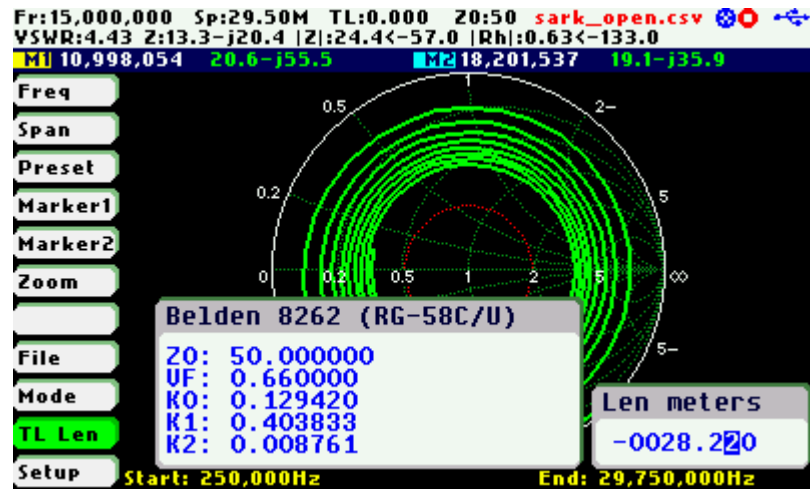 Fr:15,000,000 Sp:29.50M TL:0.000 Z0:50 sark_open.csv
VSWR:4.43 Z:13.3-j20.4 |Z|:24.4<-57.0 |Rh|:0.63<-133.0
M1 10,998,054 20.6-j55.5 M2 18,201,537 19.1-j35.9
Freq
Span
Preset
Marker1
Marker2
Zoom
File
Mode
TL Len
Setup
1
0.5
2-
0.2
5
0
0.2
0.5
1
2
5
∞
5-
Belden 8262 (RG-58C/U)
Z0: 50.000000
VF: 0.660000
K0: 0.129420
K1: 0.403833
K2: 0.008761
Len meters
-0028.220
Start: 250,000Hz
End: 29,750,000Hz